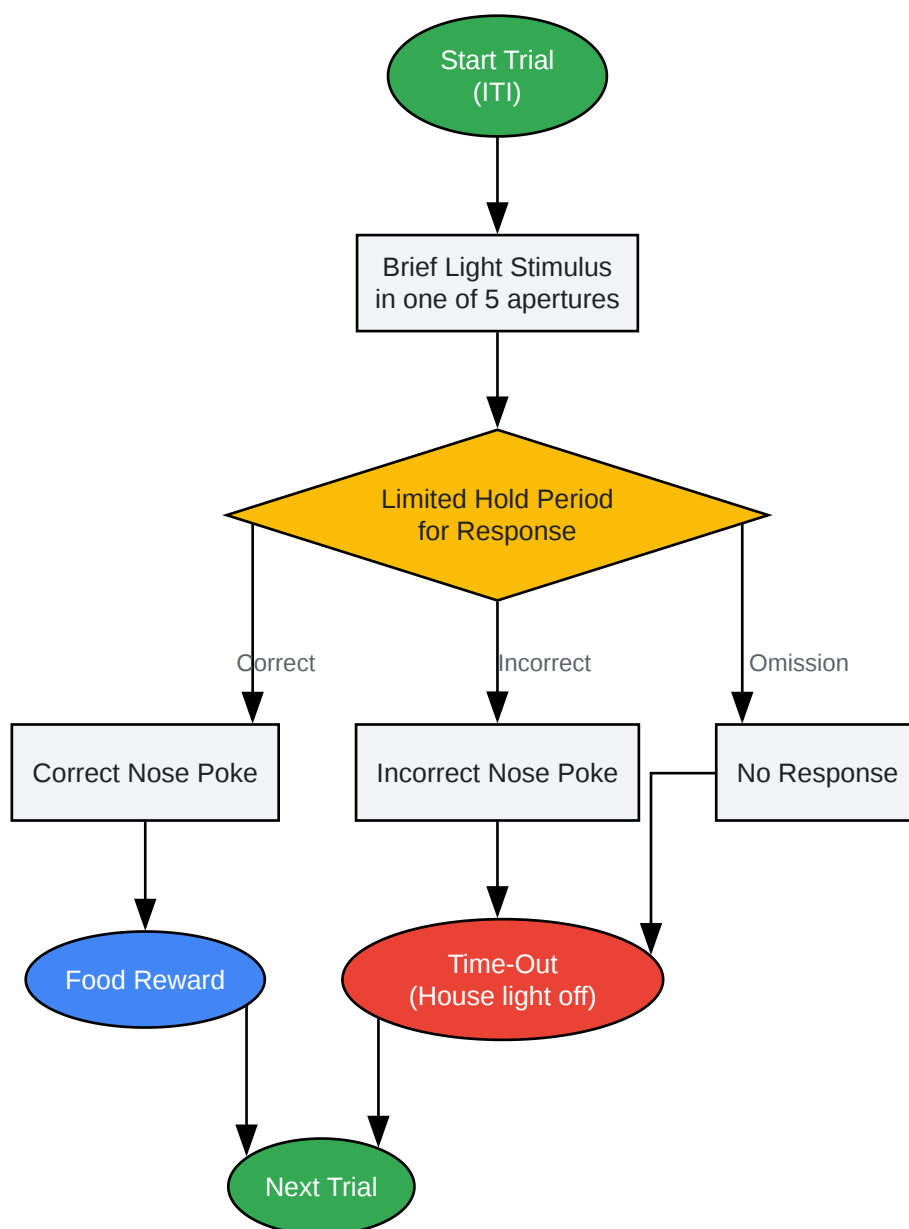 Start Trial
(ITI)
Brief Light Stimulus
in one of 5 apertures
Limited Hold Period
for Response
Correct
Incorrect
Omission
Correct Nose Poke
Incorrect Nose Poke
No Response
Food Reward
Time-Out
(House light off)
Next Trial